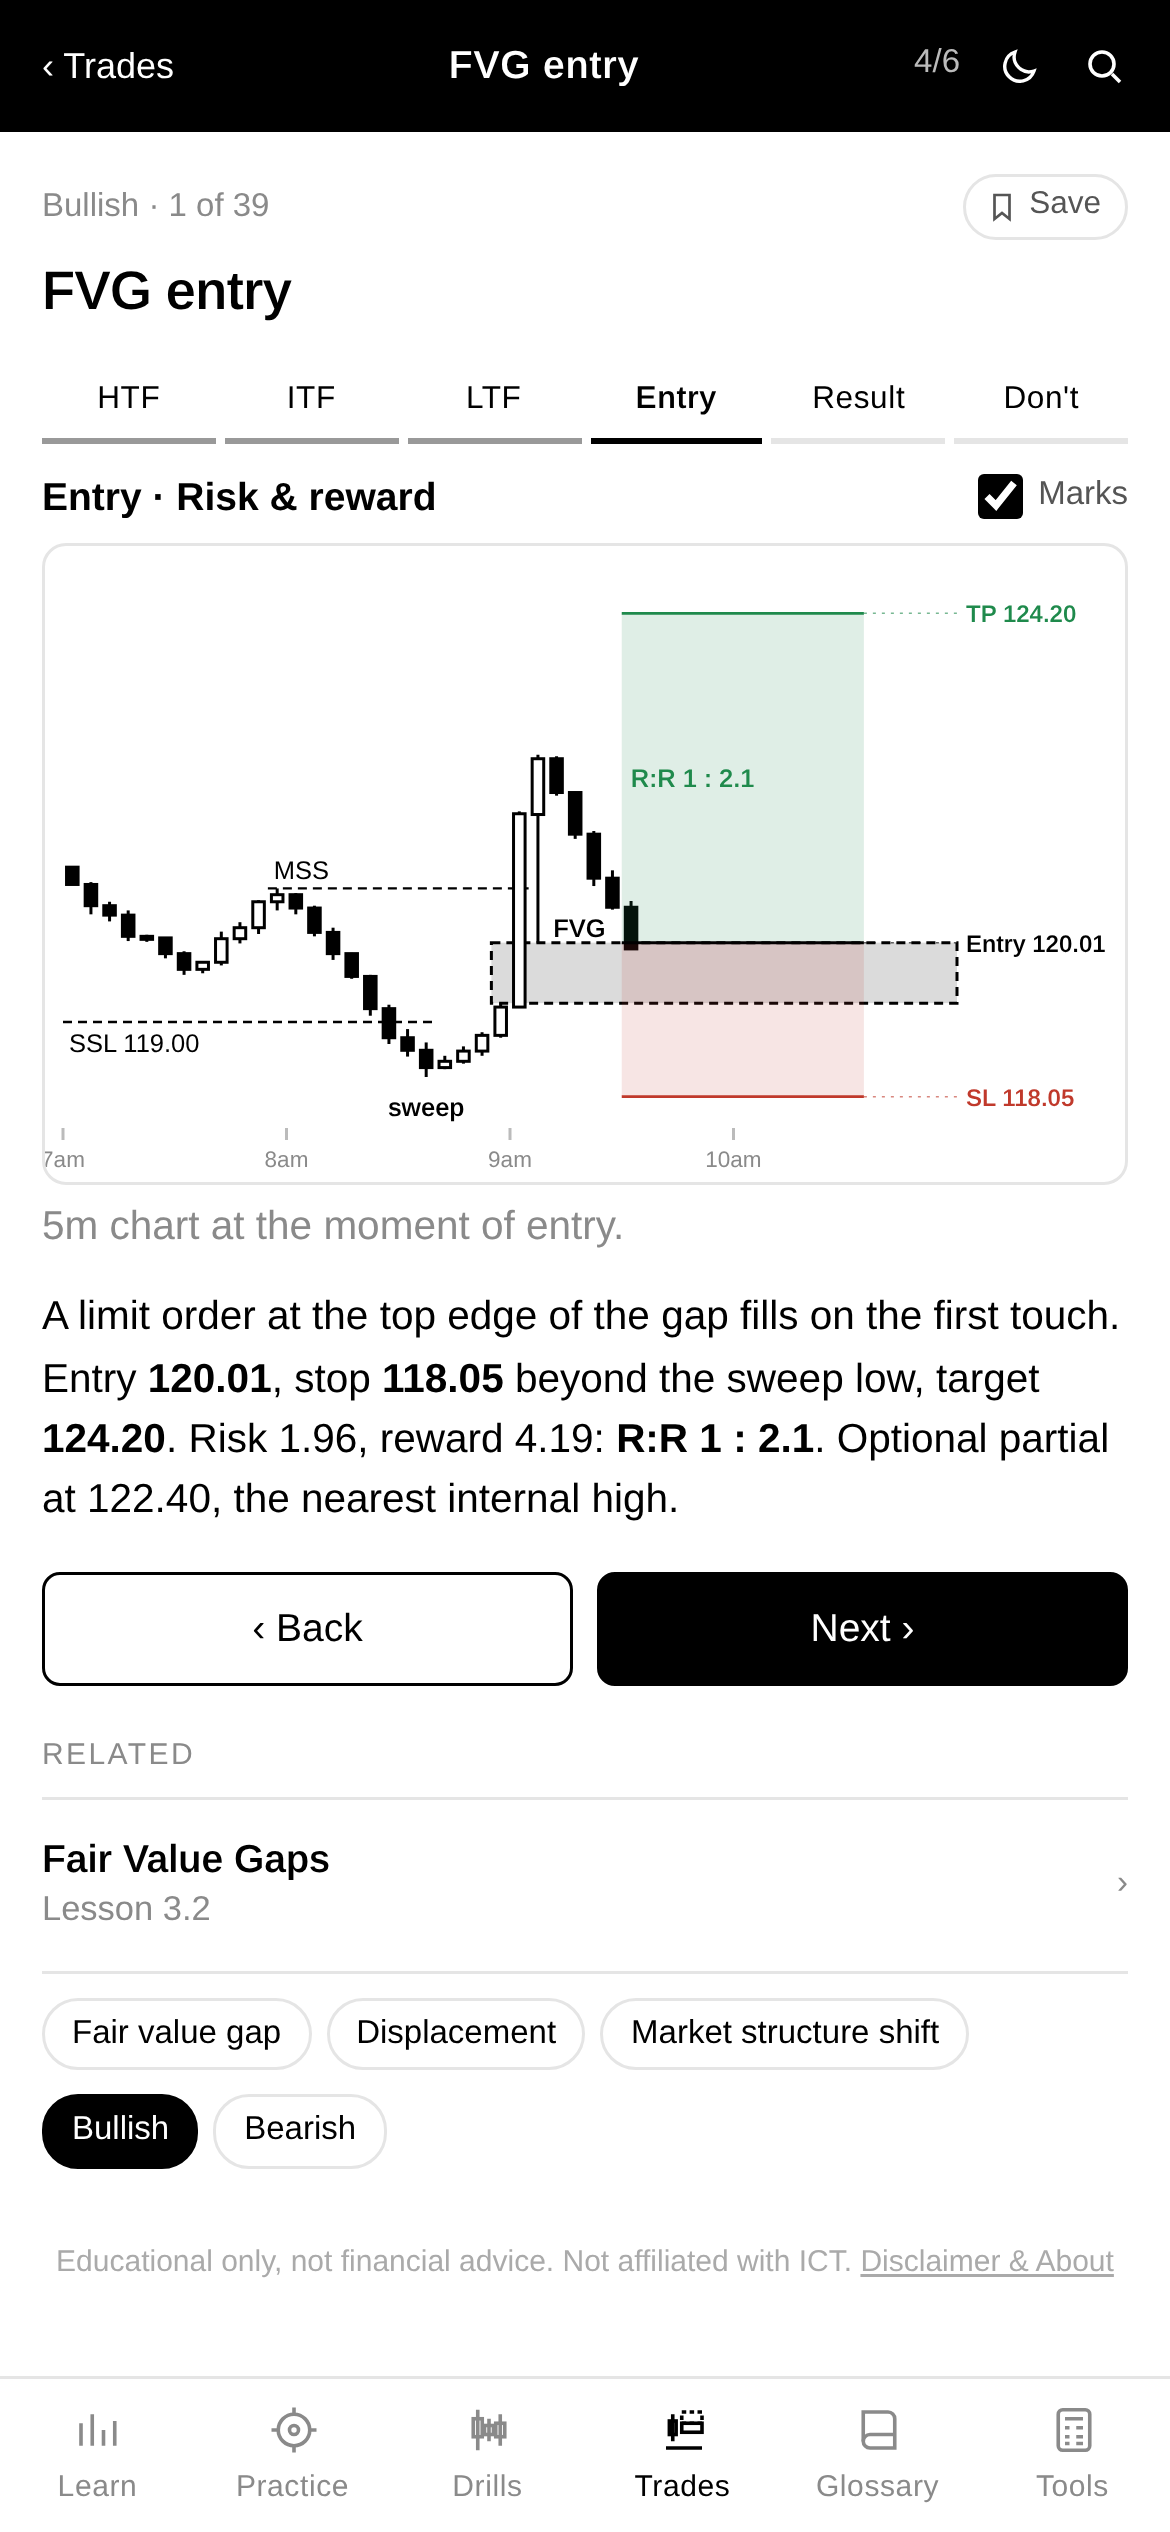 ‹ Trades
FVG entry
4/6
Bullish · 1 of 39
Save
FVG entry
HTF
ITF
LTF
Entry
Result
Don't
Entry · Risk & reward
Marks
TP 124.20
R:R 1 : 2.1
MSS
FVG
Entry 120.01
SSL 119.00
sweep
SL 118.05
7am
8am
9am
10am
5m chart at the moment of entry.
A limit order at the top edge of the gap fills on the first touch.
Entry 120.01, stop 118.05 beyond the sweep low, target
124.20. Risk 1.96, reward 4.19: R:R 1 : 2.1. Optional partial
at 122.40, the nearest internal high.
‹ Back
Next ›
RELATED
Fair Value Gaps
Lesson 3.2
›
Fair value gap
Displacement
Market structure shift
Bullish
Bearish
Educational only, not financial advice. Not affiliated with ICT. Disclaimer & About
Learn
Practice
Drills
Trades
Glossary
Tools